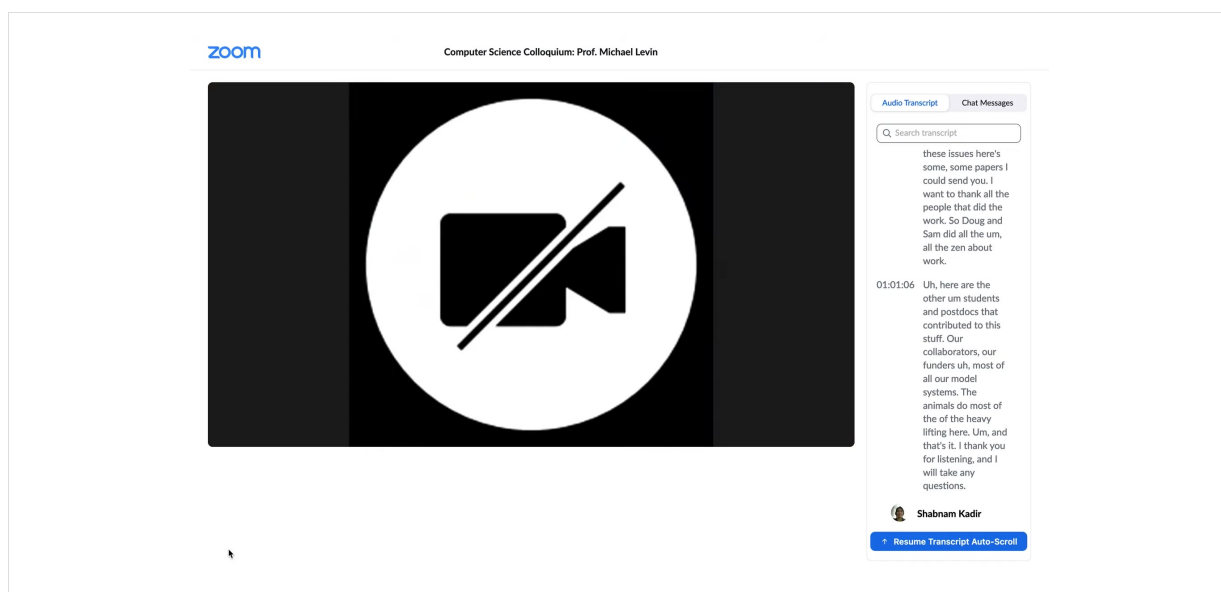 zoom
Computer Science Colloquium: Prof. Michael Levin
Audio Transcript
Chat Messages
Search transcript
these issues here's
some, some papers I
could send you. I
want to thank all the
people that did the
work. So Doug and
Sam did all the um,
all the zen about
work.
01:01:06 Uh, here are the
other um students
and postdocs that
contributed to this
stuff. Our
collaborators, our
funders uh, most of
all our model
systems. The
animals do most of
the of the heavy
lifting here. Um, and
that's it. I thank you
for listening, and I
will take any
questions.
Shabnam Kadir
↑ Resume Transcript Auto-Scroll